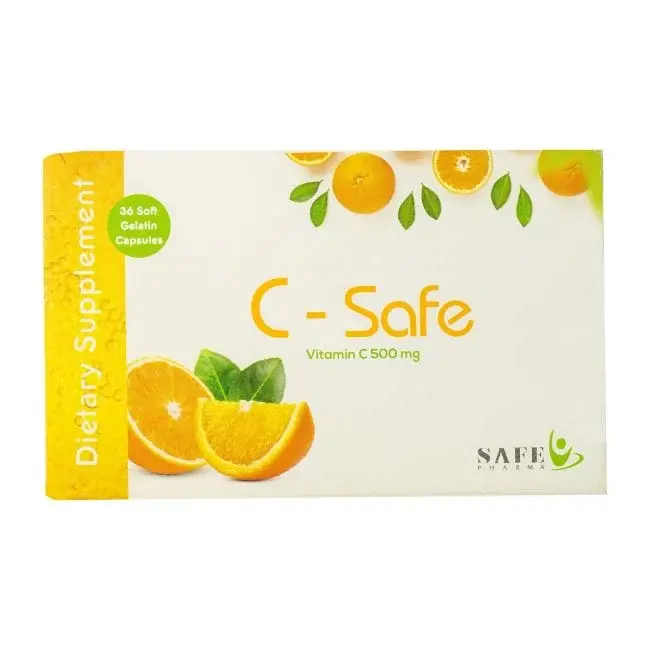 Dietary Supplement
36 Soft
Gelatin
Capsules
C - Safe
Vitamin C 500 mg
SAFE
PHARMA